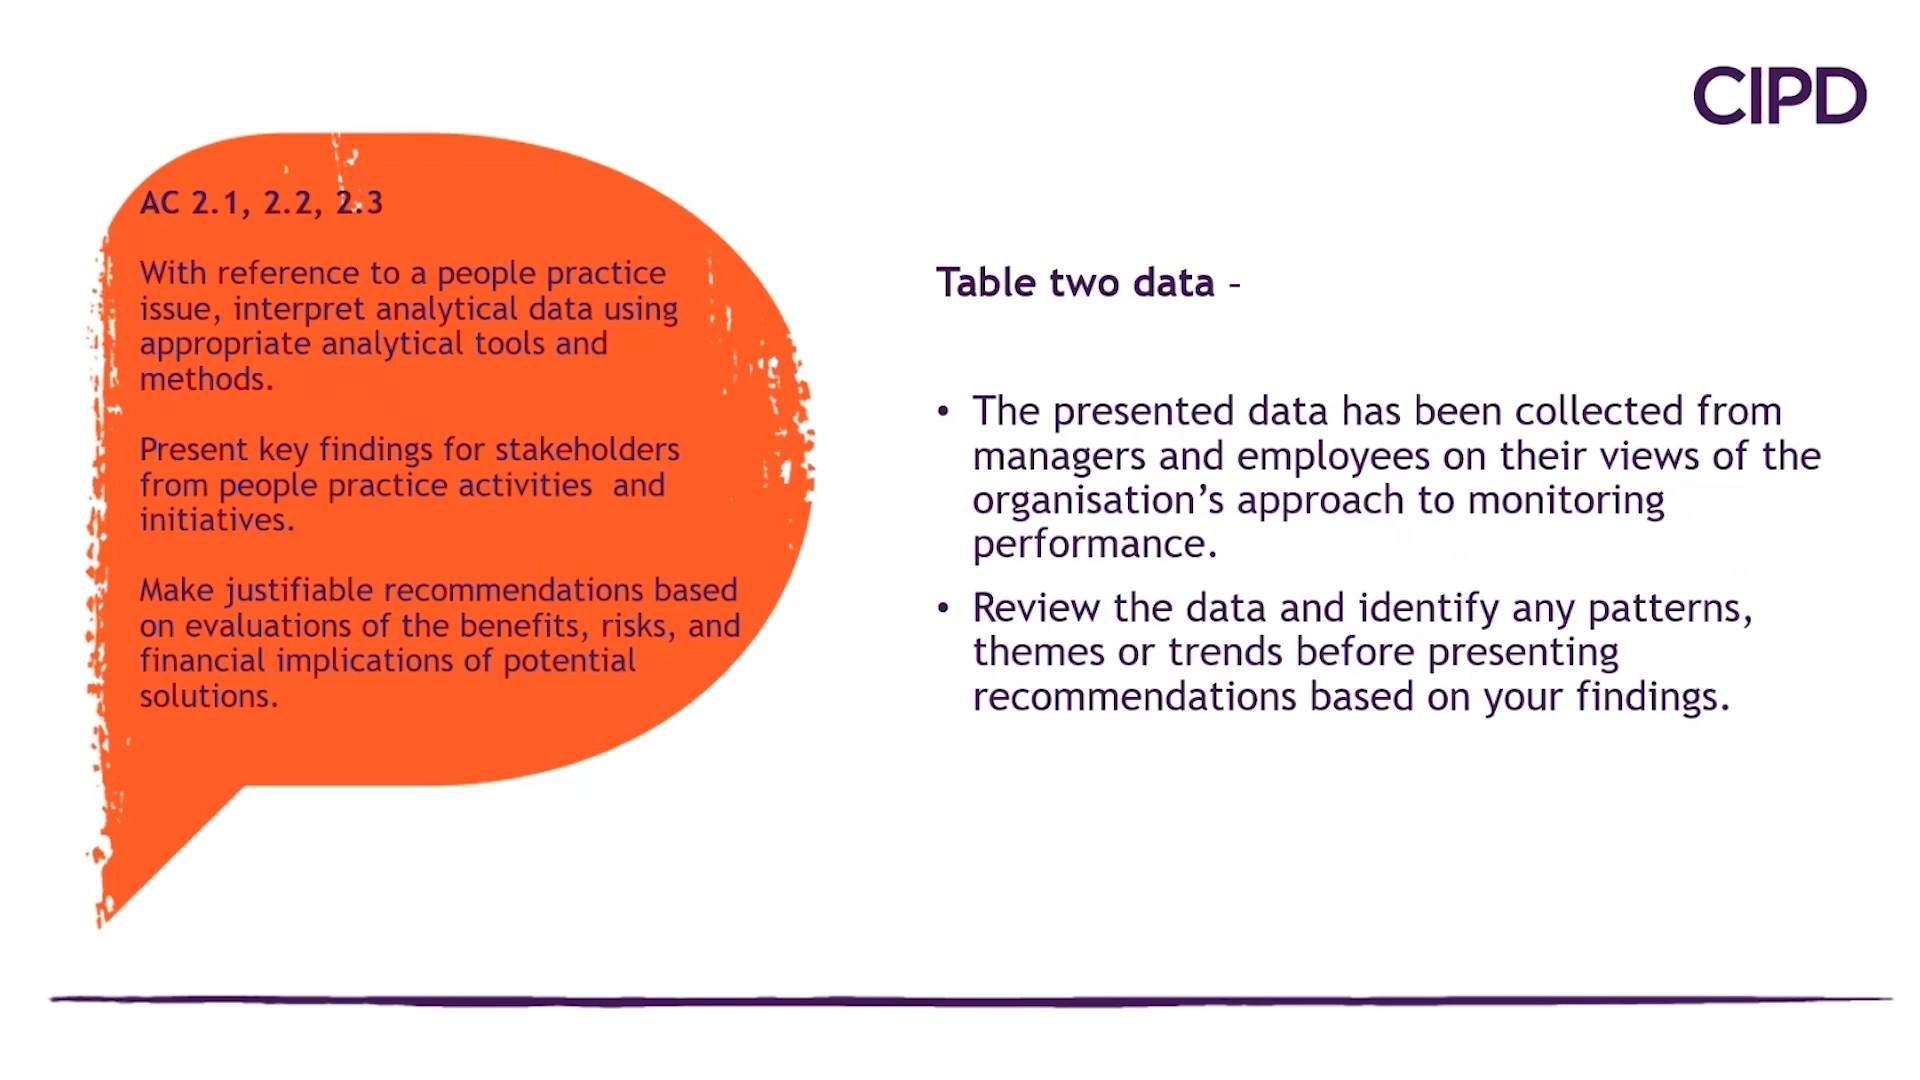 CIPD
AC 2.1, 2.2, 2.3
With reference to a people practice
issue, interpret analytical data using
appropriate analytical tools and
methods.
Present key findings for stakeholders
from people practice activities  and
initiatives.
Make justifiable recommendations based
on evaluations of the benefits, risks, and
financial implications of potential
solutions.
Table two data –
• The presented data has been collected from
managers and employees on their views of the
organisation’s approach to monitoring
performance.
• Review the data and identify any patterns,
themes or trends before presenting
recommendations based on your findings.